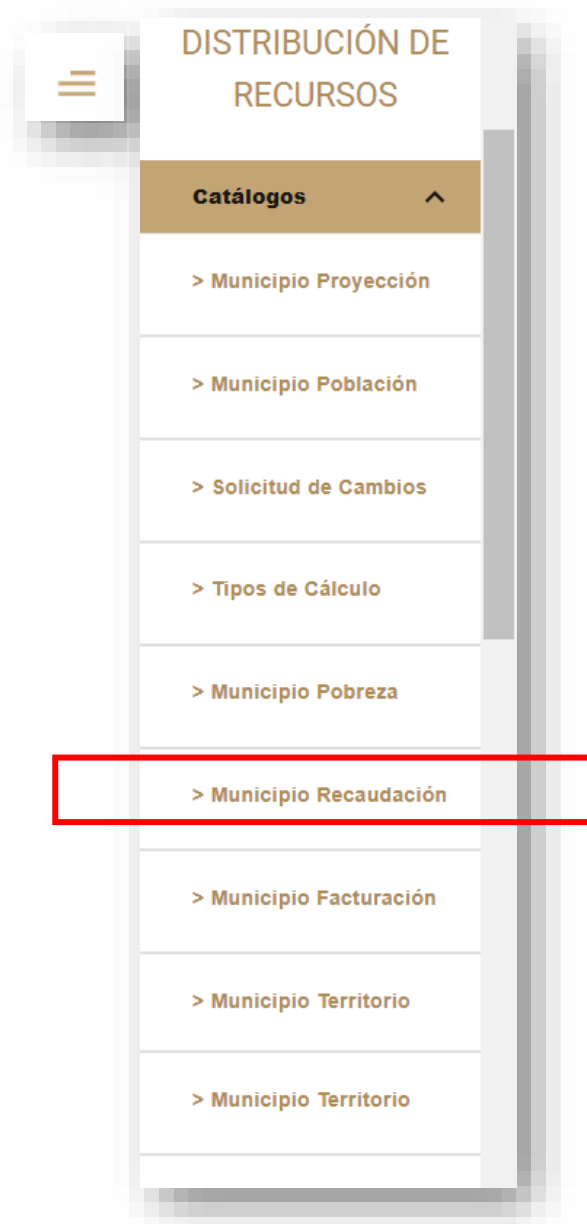 DISTRIBUCIÓN DE
RECURSOS
Catálogos
> Municipio Proyección
> Municipio Población
> Solicitud de Cambios
> Tipos de Cálculo
> Municipio Pobreza
> Municipio Recaudación
> Municipio Facturación
> Municipio Territorio
> Municipio Territorio